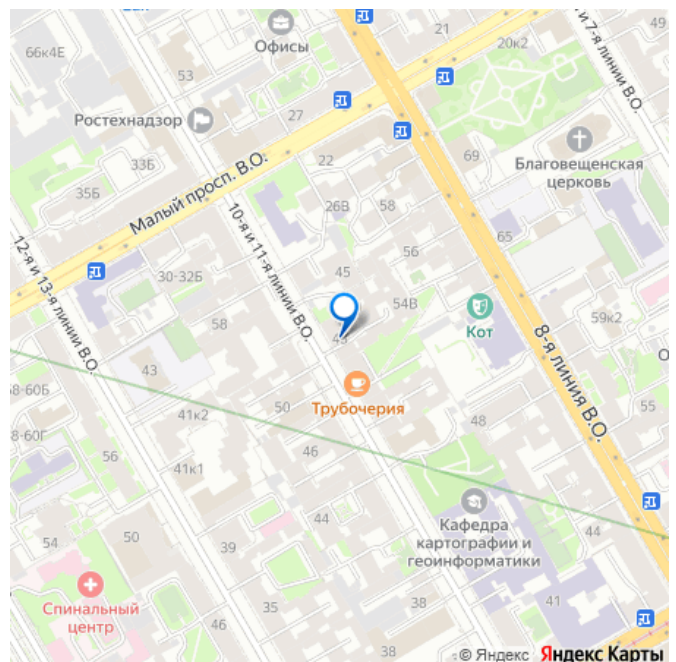 49
21
20к2
и 7-я линии В.О.
66к4Е
Офисы
53
Ростехнадзор
27
22
69
Благовещенская
церковь
33Б
35Б
Малый просп. В.О.
26В
58
65
10-я и 11-я линии В.О.
12-я и 13-я линии В.О.
56
45
30-32Б
54В
59к2
58
Кот
8-я линия В.О.
43
О
43
Трубочерия
8-60Б
41к2
50
55
48
8-60Г
46
56
41к1
44
Кафедра
картографии и
геоинформатики
44
54
50
39
Спинальный
центр
46
35
38
41
38
© Яндекс Яндекс Карты